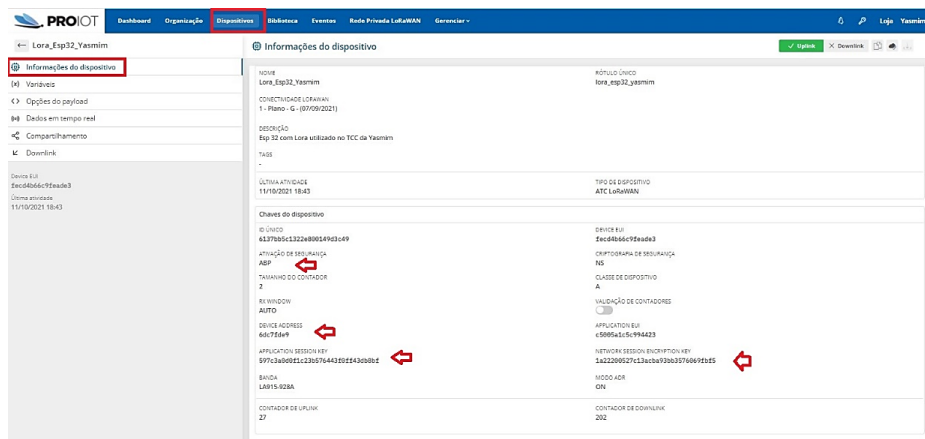 PROIOT Dashboard Organização Dispositivos Biblioteca Eventos Rede Privada LoRaWAN Gerenciar Loja Yasmim
← Lora_Esp32_Yasmim
Informações do dispositivo
(x) Variáveis
<> Opções do payload
Dados em tempo real
Compartilhamento
Downlink
Device EUI
fecd4b66c9feade3
Última atividade
11/10/2021 18:43
Informações do dispositivo
Uplink Downlink
NOME RÓTULO ÚNICO
Lora_Esp32_Yasmim lora_esp32_yasmim
CONECTIVIDADE LORAWAN
1 - Plano - G - (07/09/2021)
DESCRIÇÃO
Esp 32 com Lora utilizado no TCC da Yasmim
TAGS
-
ÚLTIMA ATIVIDADE TIPO DE DISPOSITIVO
11/10/2021 18:43 ATC LoRaWAN
Chaves do dispositivo
ID ÚNICO DEVICE EUI
6137bb5c1322e800149d3c49 fecd4b66c9feade3
ATIVAÇÃO DE SEGURANÇA CRIPTOGRAFIA DE SEGURANÇA
ABP NS
TAMANHO DO CONTADOR CLASSE DE DISPOSITIVO
2 A
RX WINDOW VALIDAÇÃO DE CONTADORES
AUTO
DEVICE ADDRESS APPLICATION EUI
6dc7fde9 c5005a1c5c994423
APPLICATION SESSION KEY NETWORK SESSION ENCRYPTION KEY
1a22200527c13acba93bb3576069fbf5
BANDA MODO ADR
LA915-928A ON
CONTADOR DE UPLINK CONTADOR DE DOWNLINK
27 202